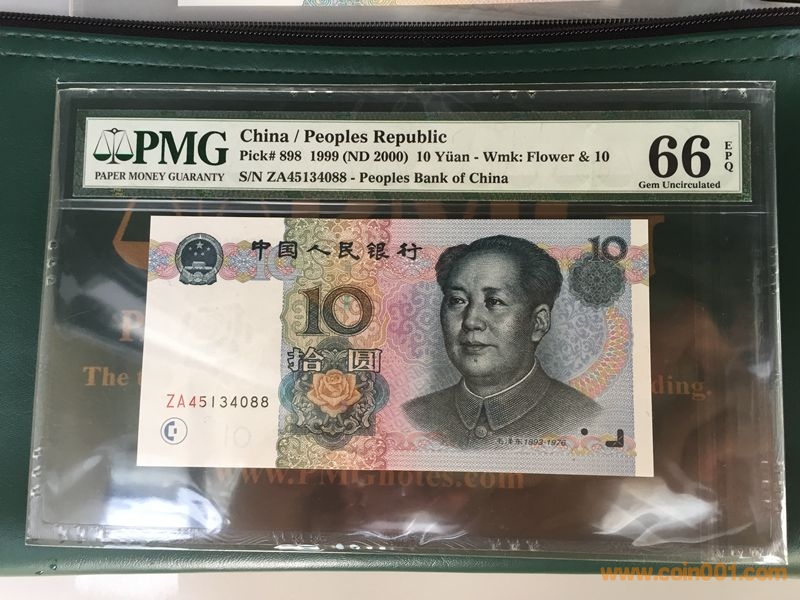 PMG
PAPER MONEY GUARANTY
China / Peoples Republic
Pick# 898 1999 (ND 2000) 10 Yüan - Wmk: Flower & 10
S/N ZA45134088 - Peoples Bank of China
66
EPQ
Gem Uncirculated
中国人民银行
10
10
拾圆
ZA45134088
毛泽东1893-1976
The
ding.
www.PMGnotes.com
www.coin001.com